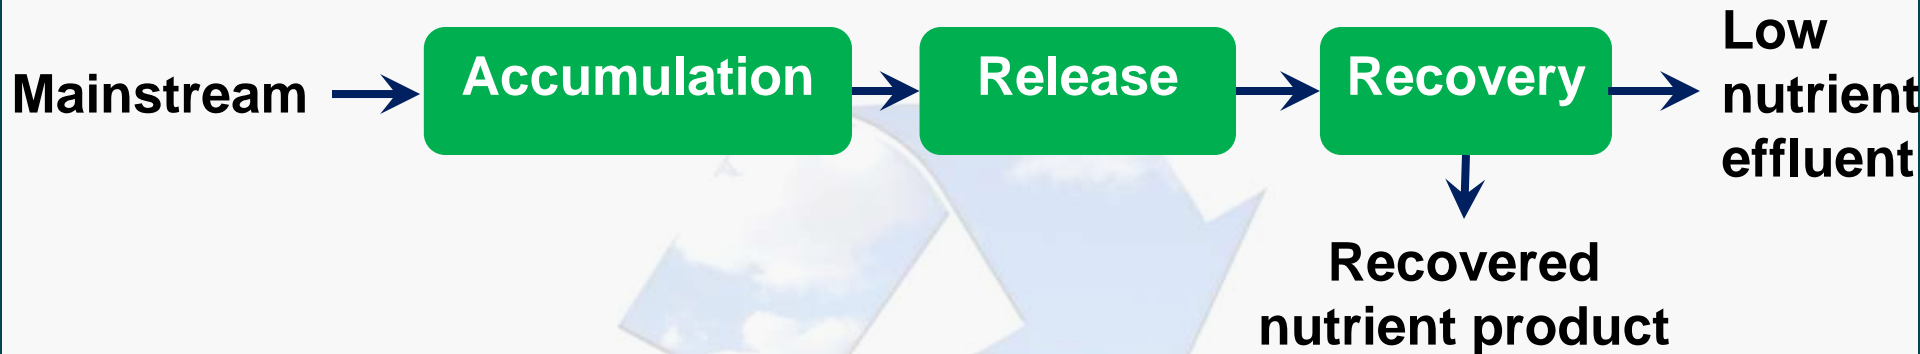 Mainstream
Accumulation
Release
Recovery
Low
nutrient
effluent
Recovered
nutrient product